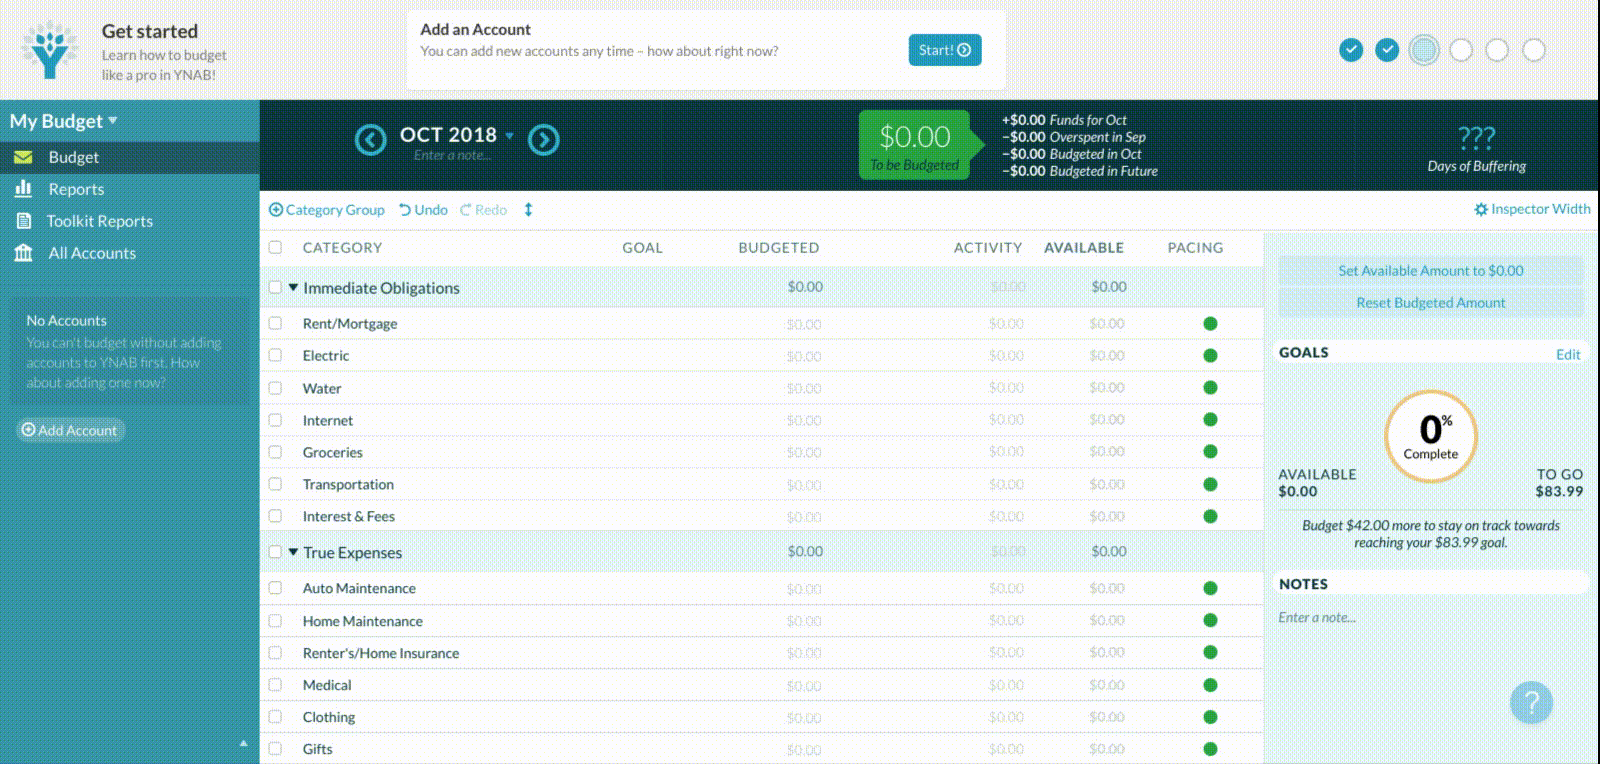 Get started
Learn how to budget
like a pro in YNAB!
Add an Account
You can add new accounts any time – how about right now?
Start!
My Budget
Budget
Reports
Toolkit Reports
All Accounts
No Accounts
You can't budget without adding
accounts to YNAB first. How
about adding one now?
Add Account
OCT 2018
Enter a note...
$0.00
To be Budgeted
+$0.00 Funds for Oct
−$0.00 Overspent in Sep
−$0.00 Budgeted in Oct
−$0.00 Budgeted in Future
???
Days of Buffering
Category Group Undo Redo
Inspector Width
CATEGORY GOAL BUDGETED ACTIVITY AVAILABLE PACING
Immediate Obligations $0.00 $0.00 $0.00
Rent/Mortgage $0.00 $0.00 $0.00
Electric $0.00 $0.00 $0.00
Water $0.00 $0.00 $0.00
Internet $0.00 $0.00 $0.00
Groceries $0.00 $0.00 $0.00
Transportation $0.00 $0.00 $0.00
Interest & Fees $0.00 $0.00 $0.00
True Expenses $0.00 $0.00 $0.00
Auto Maintenance $0.00 $0.00 $0.00
Home Maintenance $0.00 $0.00 $0.00
Renter's/Home Insurance $0.00 $0.00 $0.00
Medical $0.00 $0.00 $0.00
Clothing $0.00 $0.00 $0.00
Gifts $0.00 $0.00 $0.00
Set Available Amount to $0.00
Reset Budgeted Amount
GOALS Edit
0%
Complete
AVAILABLE
$0.00
TO GO
$83.99
Budget $42.00 more to stay on track towards
reaching your $83.99 goal.
NOTES
Enter a note...
?